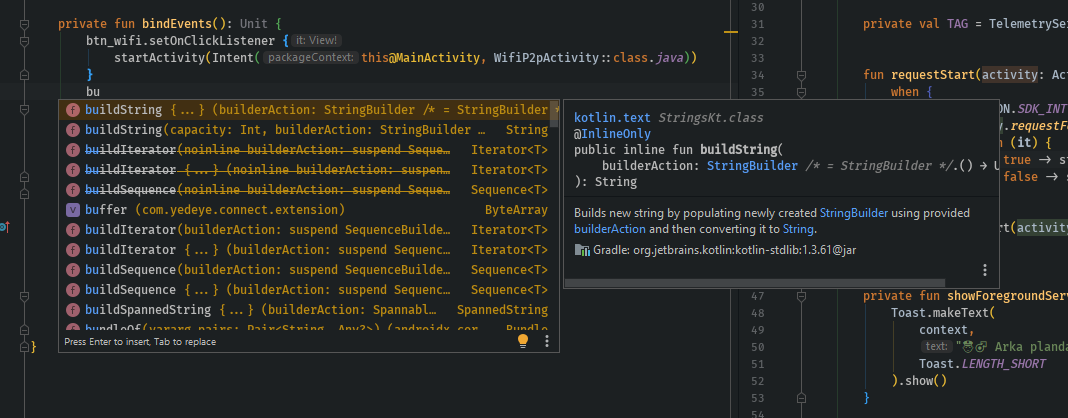 private fun bindEvents(): Unit {
btn_wifi.setOnClickListener { it: View!
startActivity(Intent( packageContext: this@MainActivity, WifiP2pActivity::class.java))
}
bu
buildString {...} (builderAction: StringBuilder /* = StringBuilder *
buildString(capacity: Int, builderAction: StringBuilder … String
buildIterator(noinline builderAction: suspend Seque… Iterator<T>
buildIterator {...} (noinline builderAction: suspen… Iterator<T>
buildSequence(noinline builderAction: suspend Seque… Sequence<T>
buffer (com.yedeye.connect.extension) ByteArray
buildIterator(builderAction: suspend SequenceBuilde… Iterator<T>
buildIterator {...} (builderAction: suspend Sequenc… Iterator<T>
buildSequence(builderAction: suspend SequenceBuilde… Sequence<T>
buildSequence {...} (builderAction: suspend Sequenc… Sequence<T>
buildSpannedString {...} (builderAction: Spannabl… SpannedString
bundleOf(vararg pairs: Pair<String, Any?>) (androidx.cor… Bundle
Press Enter to insert, Tab to replace
}
kotlin.text StringsKt.class
@InlineOnly
public inline fun buildString(
builderAction: StringBuilder /* = StringBuilder */.() → U
): String
Builds new string by populating newly created StringBuilder using provided
builderAction and then converting it to String.
Gradle: org.jetbrains.kotlin:kotlin-stdlib:1.3.61@jar
30
31 private val TAG = TelemetrySe
32
33
34 fun requestStart(activity: Ac
35 when {
ON.SDK_INT
.requestFo
(it) {
true -> s
false -> s
t(activity
47 private fun showForegroundServ
48 Toast.makeText(
49 context,
50 text: "Arka planda
51 Toast.LENGTH_SHORT
52 ).show()
53 }
54